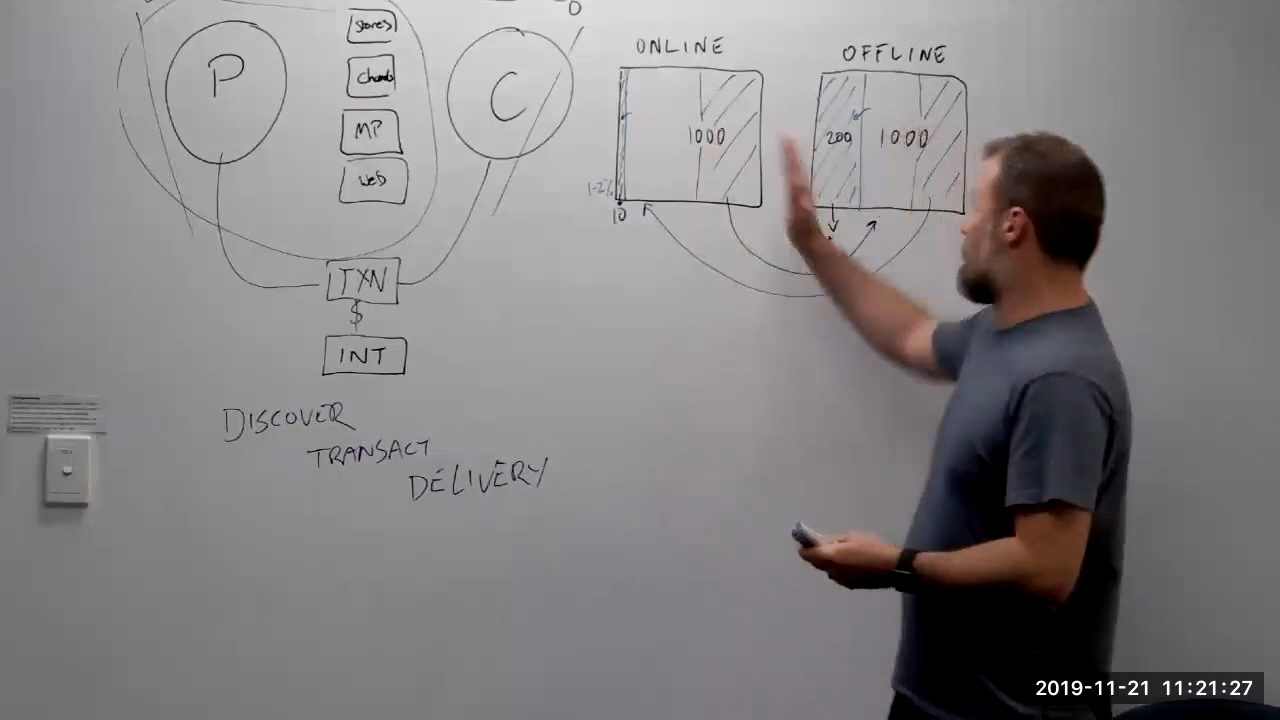 P
Stores
MP
Web
C
TXN
$
INT
DISCOVER
TRANSACT
DELIVERY
ONLINE
1000
1-2%
10
OFFLINE
200
1000
2019-11-21 11:21:27